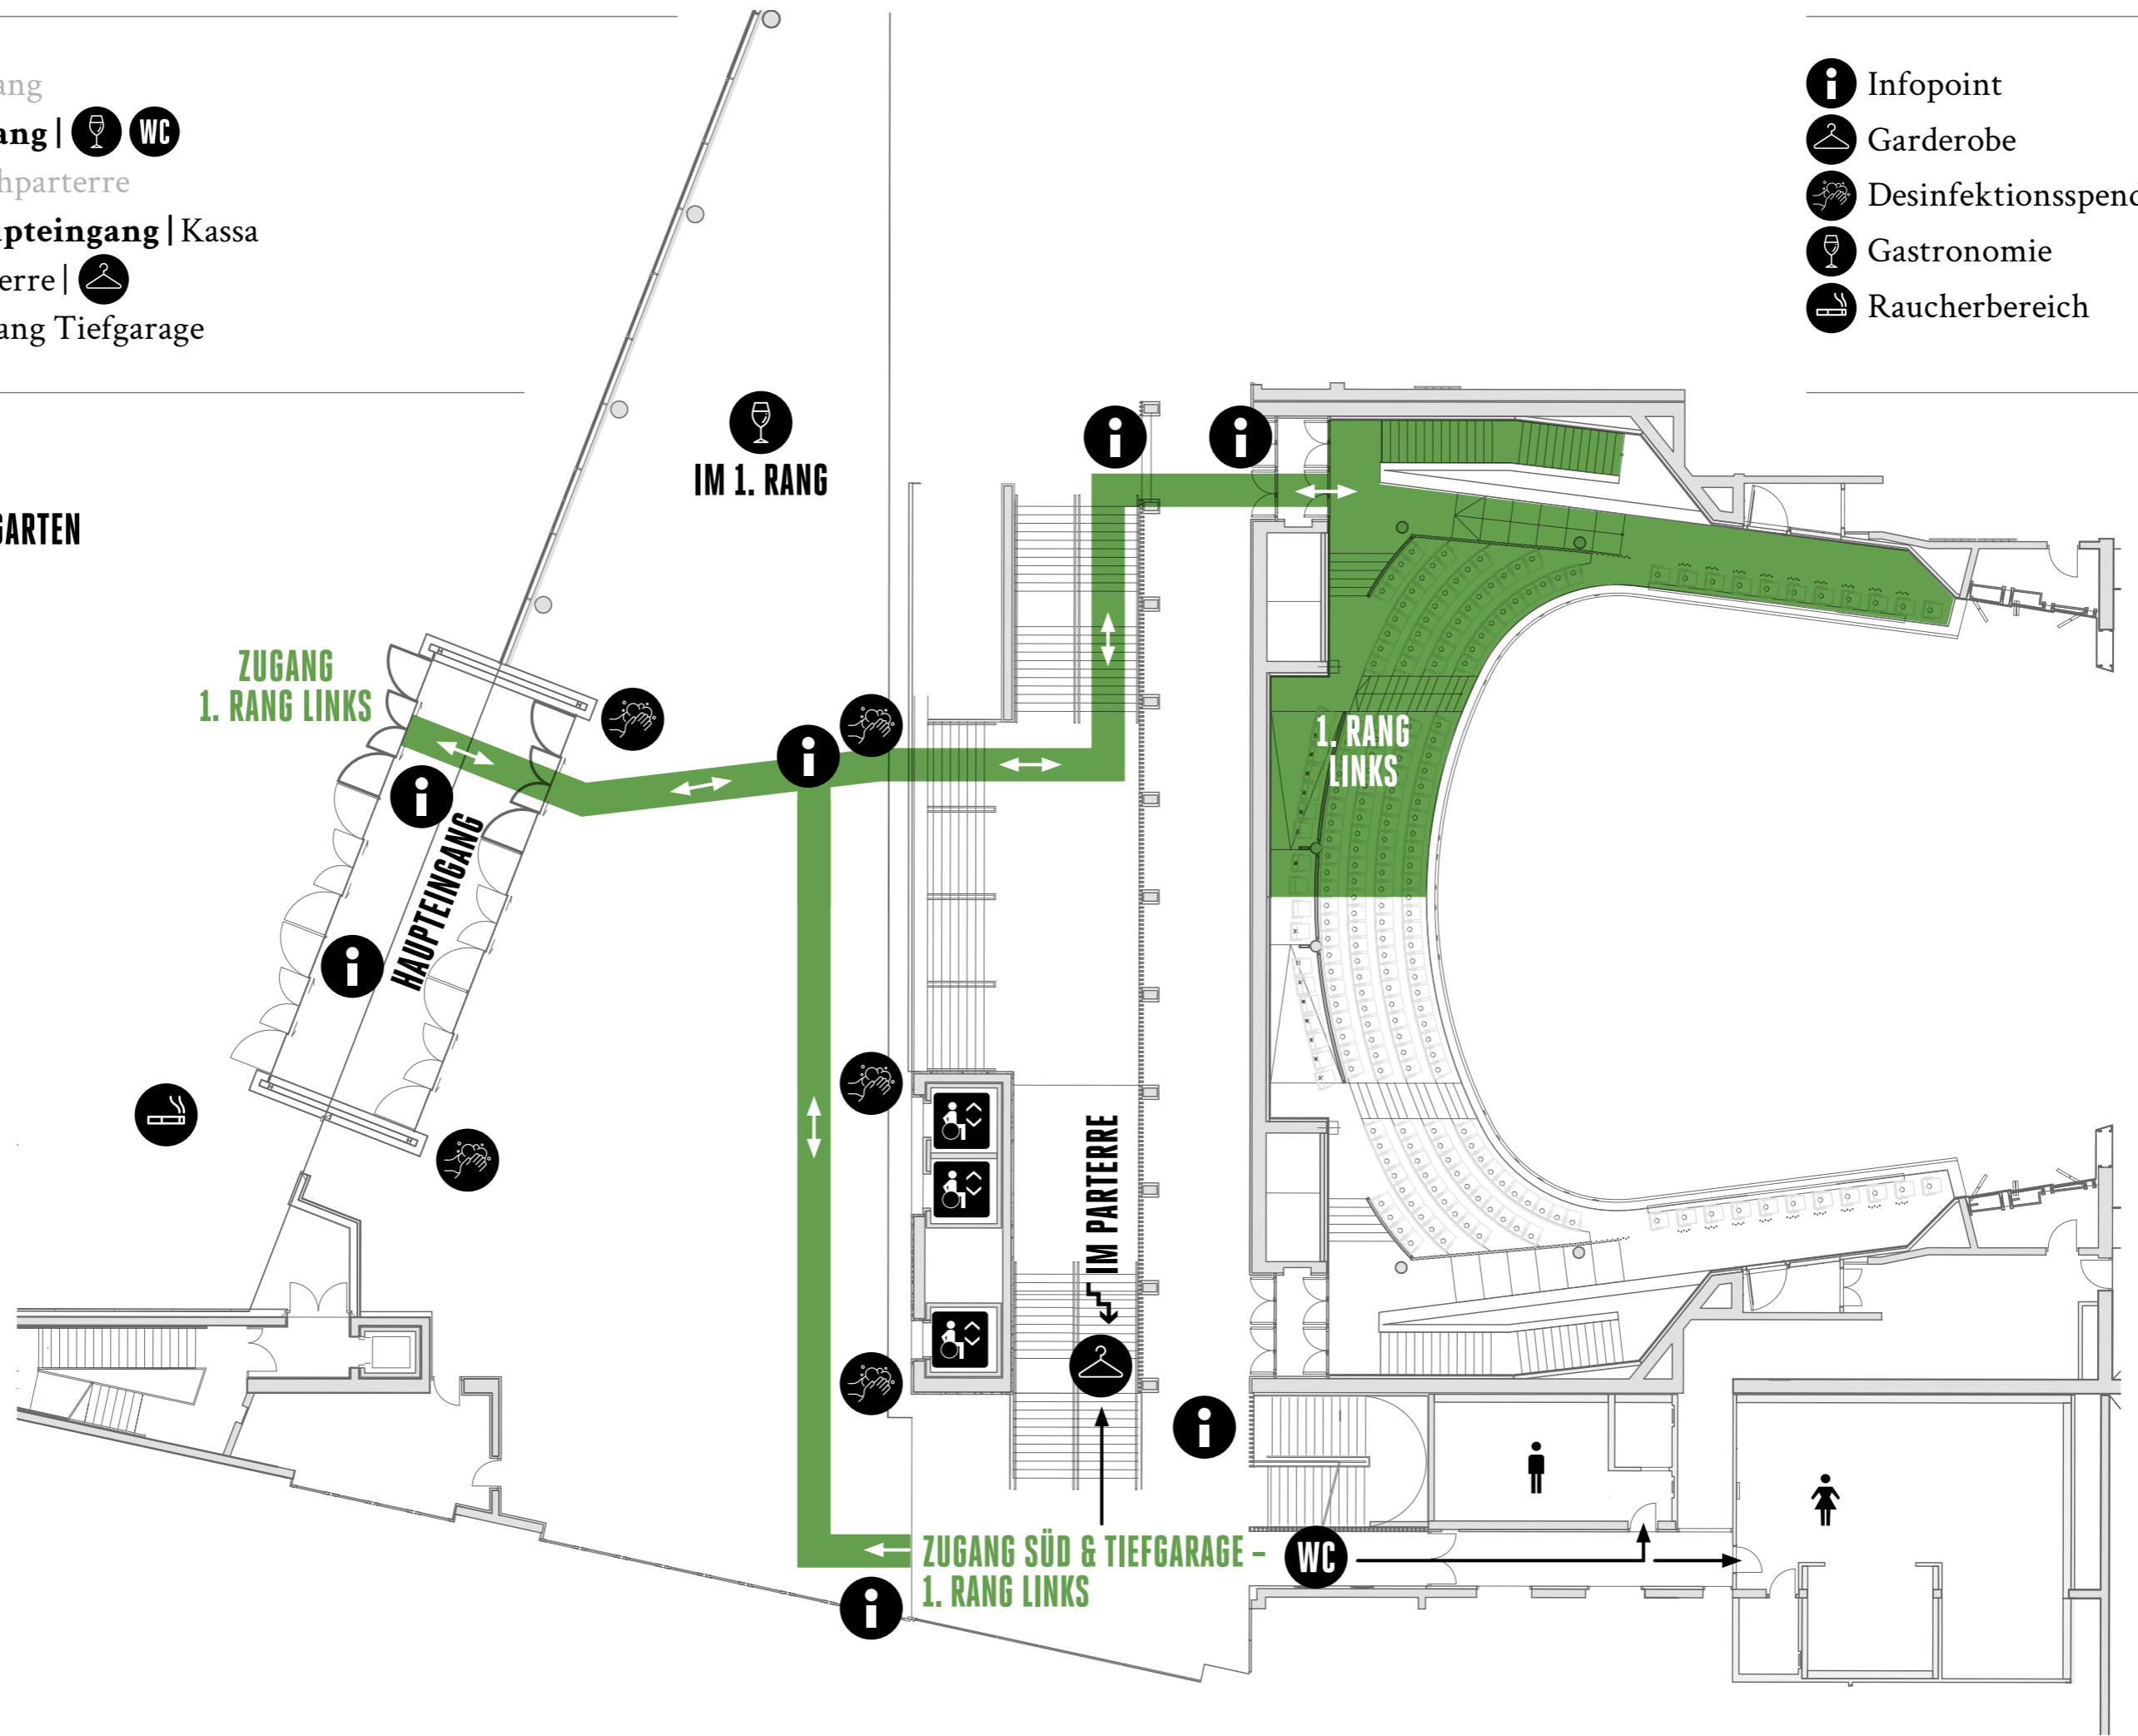 ang
ang | WC
hparterre
pteingang | Kassa
erre |
ang Tiefgarage
Infopoint
Garderobe
Desinfektionsspend
Gastronomie
Raucherbereich
IM 1. RANG
GARTEN
ZUGANG
1. RANG LINKS
1. RANG
LINKS
HAUPTEINGANG
IM PARTERRE
ZUGANG SÜD & TIEFGARAGE –
1. RANG LINKS
WC